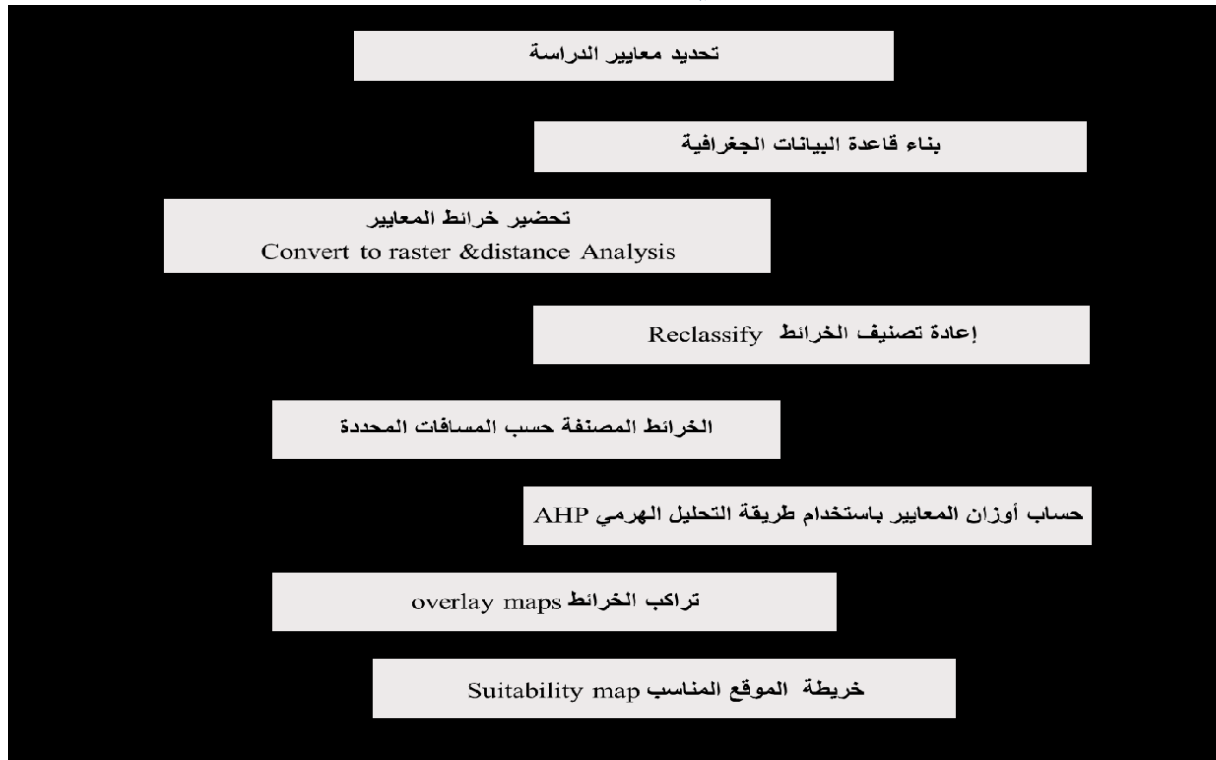 تحديد معايير الدراسة
بناء قاعدة البيانات الجغرافية
تحضير خرائط المعايير
Convert to raster &distance Analysis
إعادة تصنيف الخرائط Reclassify
الخرائط المصنفة حسب المسافات المحددة
حساب أوزان المعايير باستخدام طريقة التحليل الهرمي AHP
تراكب الخرائط overlay maps
خريطة الموقع المناسب Suitability map